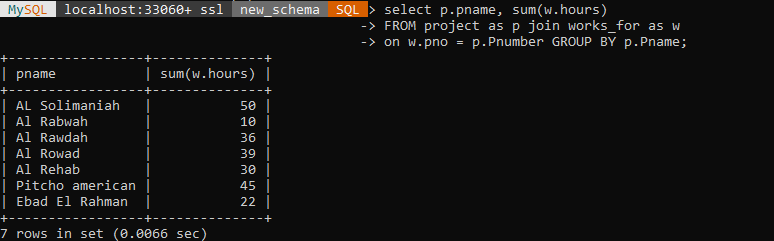 MySQL localhost:33060+ ssl new_schema SQL > select p.pname, sum(w.hours)
-> FROM project as p join works_for as w
-> on w.pno = p.Pnumber GROUP BY p.Pname;
+-----------------+--------------+
| pname           | sum(w.hours) |
+-----------------+--------------+
| AL Solimaniah   |           50 |
| Al Rabwah       |           10 |
| Al Rawdah       |           36 |
| Al Rowad        |           39 |
| Al Rehab        |           30 |
| Pitcho american |           45 |
| Ebad El Rahman  |           22 |
+-----------------+--------------+
7 rows in set (0.0066 sec)